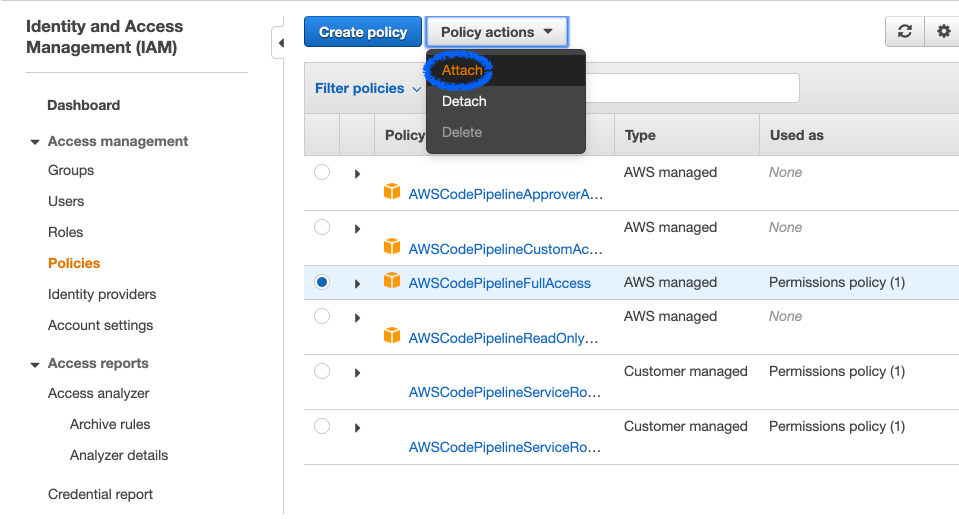 Identity and Access
Management (IAM)
Dashboard
Access management
Groups
Users
Roles
Policies
Identity providers
Account settings
Access reports
Access analyzer
Archive rules
Analyzer details
Credential report
Create policy
Policy actions
Attach
Detach
Delete
Filter policies
Policy
Type
Used as
AWSCodePipelineApproverA...
AWS managed
None
AWSCodePipelineCustomAc...
AWS managed
None
AWSCodePipelineFullAccess
AWS managed
Permissions policy (1)
AWSCodePipelineReadOnly...
AWS managed
None
AWSCodePipelineServiceRo...
Customer managed
Permissions policy (1)
AWSCodePipelineServiceRo...
Customer managed
Permissions policy (1)